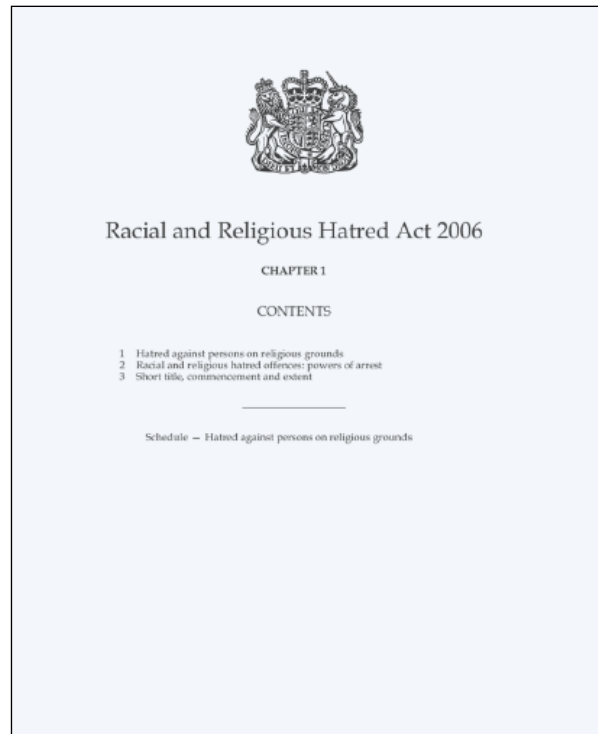 Racial and Religious Hatred Act 2006
CHAPTER 1
CONTENTS
1 Hatred against persons on religious grounds
2 Racial and religious hatred offences: powers of arrest
3 Short title, commencement and extent
Schedule — Hatred against persons on religious grounds